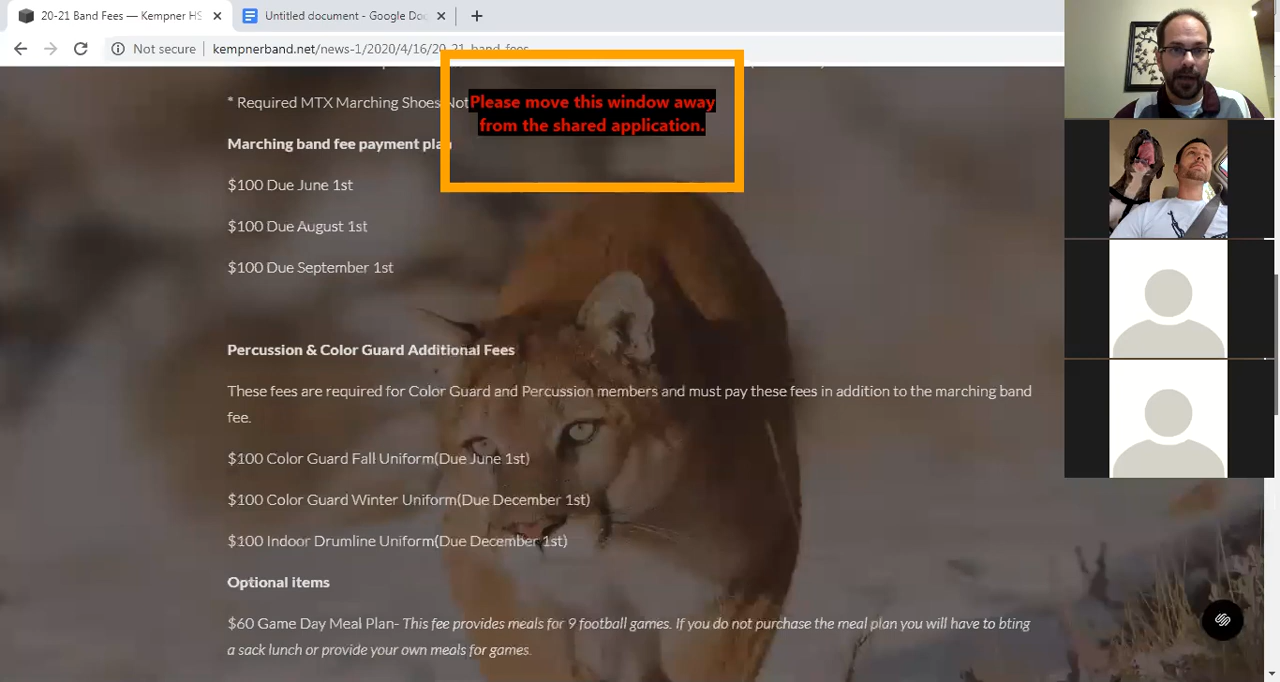 20-21 Band Fees — Kempner HS
Untitled document - Google Doc
Not secure
kempnerband.net/news-1/2020/4/16/20-21-band-fees
* Required MTX Marching Shoes Not
Please move this window away
from the shared application.
Marching band fee payment plan
$100 Due June 1st
$100 Due August 1st
$100 Due September 1st
Percussion & Color Guard Additional Fees
These fees are required for Color Guard and Percussion members and must pay these fees in addition to the marching band
fee.
$100 Color Guard Fall Uniform(Due June 1st)
$100 Color Guard Winter Uniform(Due December 1st)
$100 Indoor Drumline Uniform(Due December 1st)
Optional items
$60 Game Day Meal Plan- This fee provides meals for 9 football games. If you do not purchase the meal plan you will have to bting
a sack lunch or provide your own meals for games.